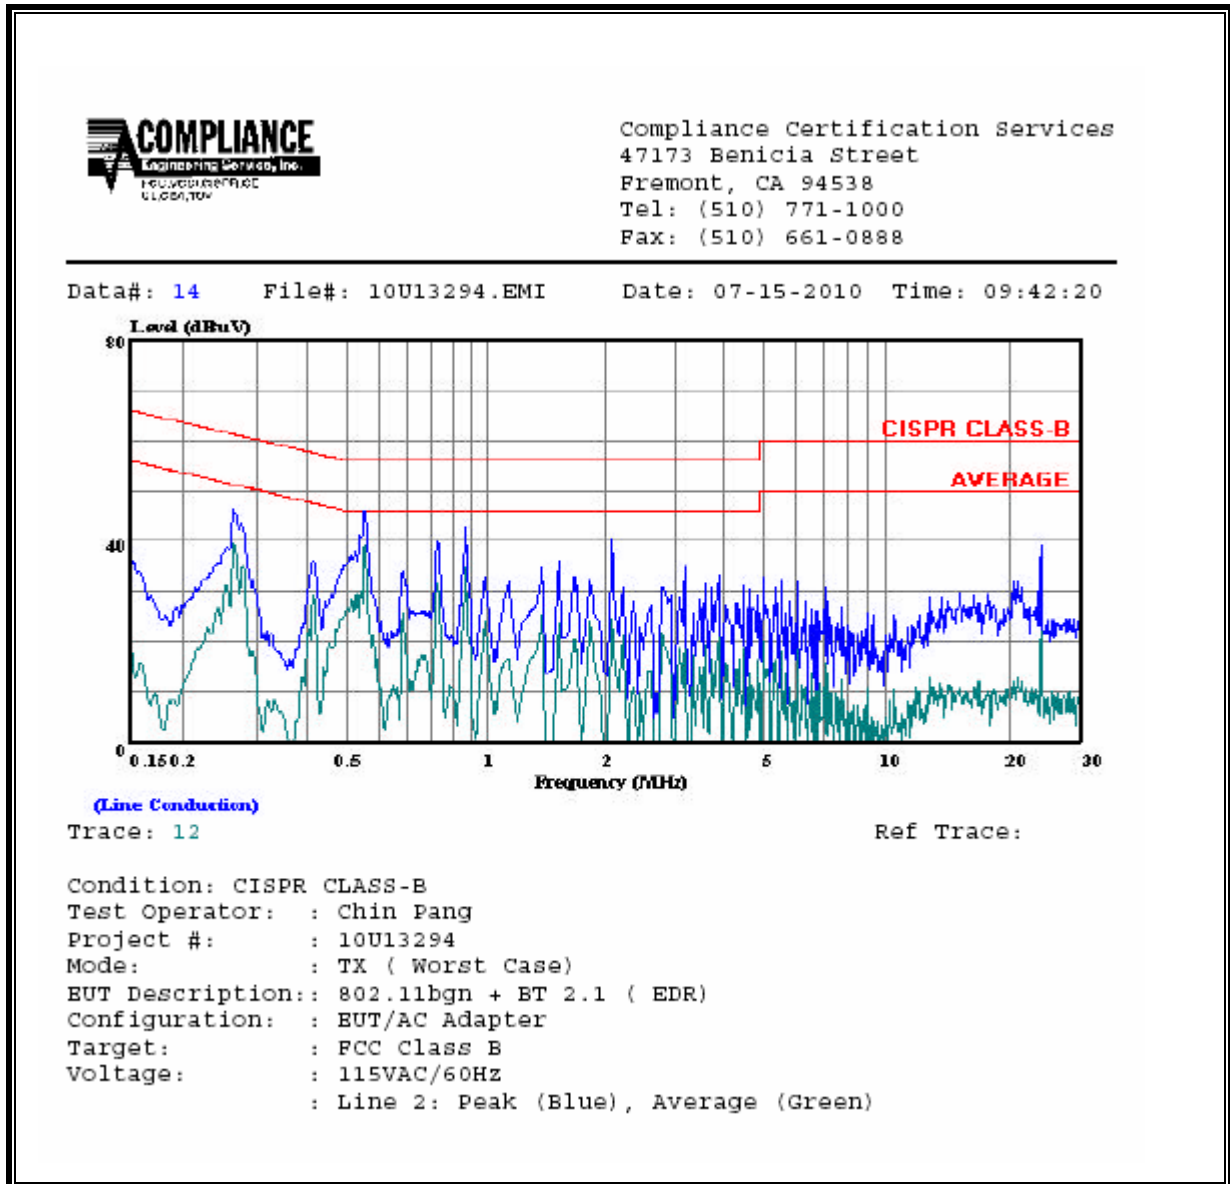 COMPLIANCE
Engineering Service, Inc.
Compliance Certification Services
47173 Benicia Street
Fremont, CA 94538
Tel: (510) 771-1000
Fax: (510) 661-0888
Data#: 14 File#: 10U13294.EMI Date: 07-15-2010 Time: 09:42:20
Level (dBuV)
80
CISPR CLASS-B
AVERAGE
40
0
0.15 0.2 0.5 1 2 5 10 20 30
Frequency (MHz)
(Line Conduction)
Trace: 12 Ref Trace:
Condition: CISPR CLASS-B
Test Operator: : Chin Pang
Project #: : 10U13294
Mode: : TX ( Worst Case)
EUT Description:: 802.11bgn + BT 2.1 ( EDR)
Configuration: : EUT/AC Adapter
Target: : FCC Class B
Voltage: : 115VAC/60Hz
: Line 2: Peak (Blue), Average (Green)